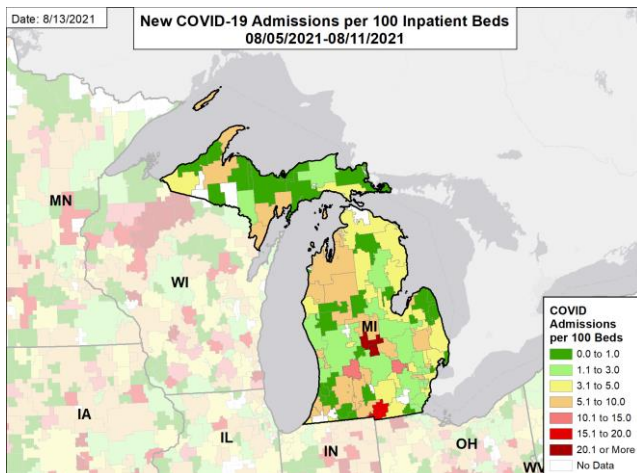 Date: 8/13/2021
New COVID-19 Admissions per 100 Inpatient Beds
08/05/2021-08/11/2021
MN
WI
MI
IA
IL
IN
OH
WV
COVID
Admissions
per 100 Beds
0.0 to 1.0
1.1 to 3.0
3.1 to 5.0
5.1 to 10.0
10.1 to 15.0
15.1 to 20.0
20.1 or More
No Data